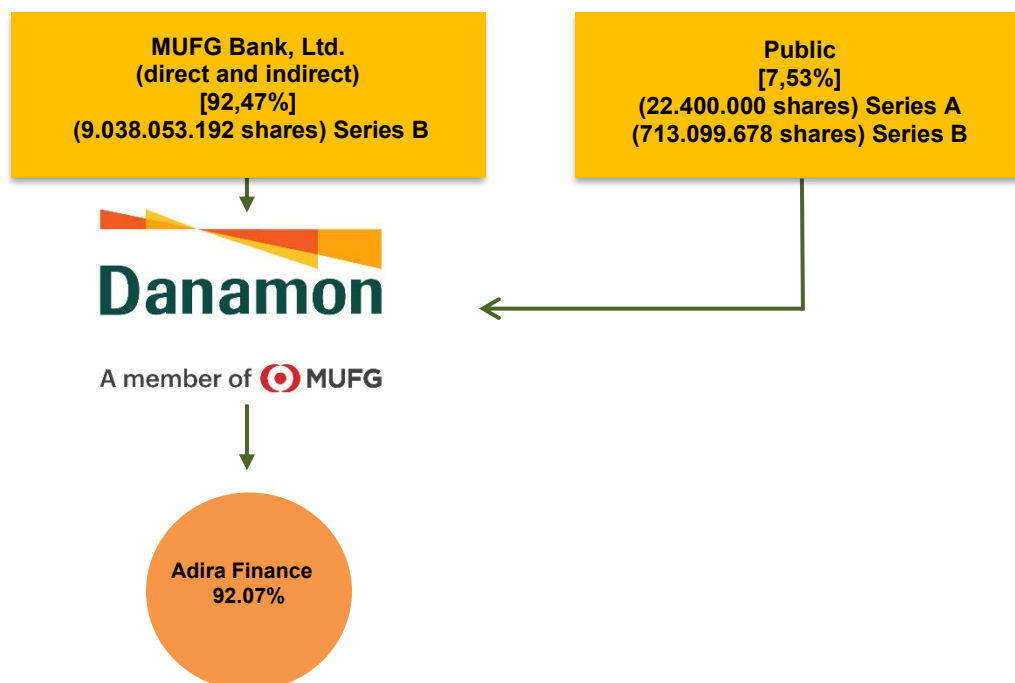 MUFG Bank, Ltd.
(direct and indirect)
[92,47%]
(9.038.053.192 shares) Series B
Public
[7,53%]
(22.400.000 shares) Series A
(713.099.678 shares) Series B
Danamon
A member of MUFG
Adira Finance
92.07%